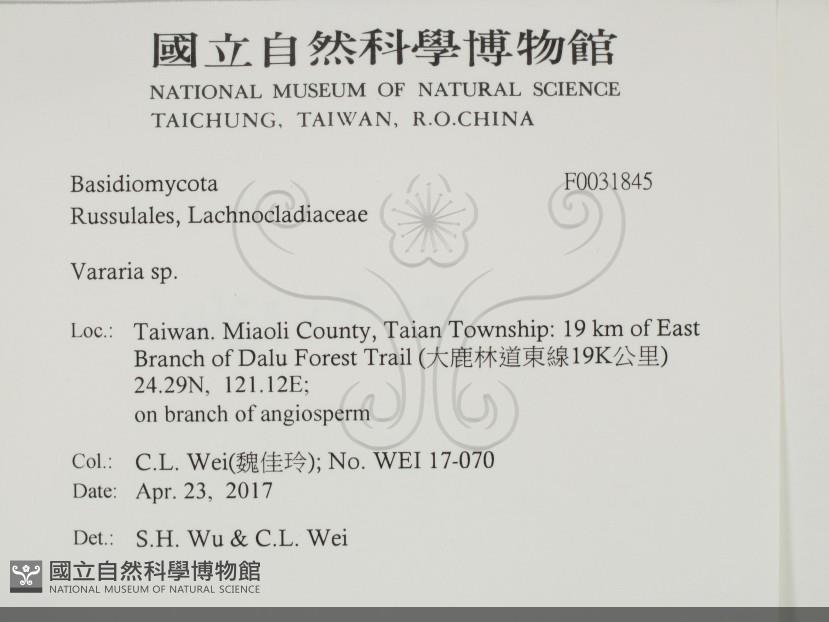 國立自然科學博物館
NATIONAL MUSEUM OF NATURAL SCIENCE
TAICHUNG, TAIWAN, R.O.CHINA
Basidiomycota F0031845
Russulales, Lachnocladiaceae
Vararia sp.
Loc.: Taiwan. Miaoli County, Taian Township: 19 km of East
Branch of Dalu Forest Trail (大鹿林道東線19K公里)
24.29N, 121.12E;
on branch of angiosperm
Col.: C.L. Wei(魏佳玲); No. WEI 17-070
Date: Apr. 23, 2017
Det.: S.H. Wu & C.L. Wei
國立自然科學博物館
NATIONAL MUSEUM OF NATURAL SCIENCE